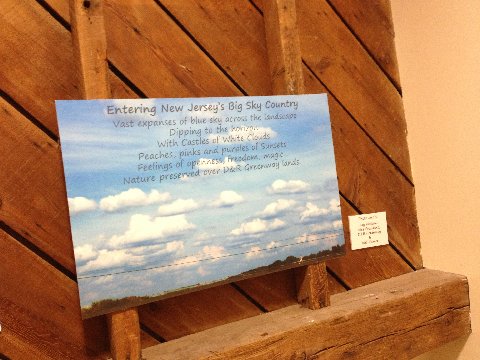 Entering New Jersey's Big Sky Country
Vast expanses of blue sky across the landscape
Dipping to the horizon
With Castles of White Clouds
Peaches, pinks and purples of Sunsets
Feelings of openness, freedom, magic
Nature preserved over D&R Greenway lands